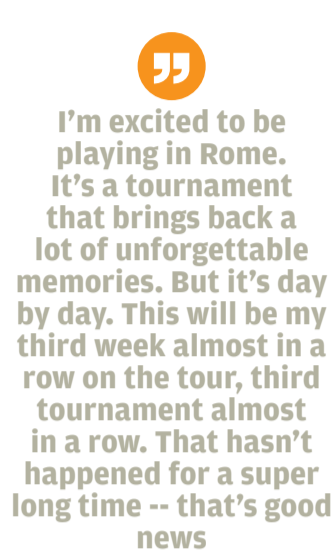 ”
I’m excited to be
playing in Rome.
It’s a tournament
that brings back a
lot of unforgettable
memories. But it’s day
by day. This will be my
third week almost in a
row on the tour, third
tournament almost
in a row. That hasn’t
happened for a super
long time -- that’s good
news